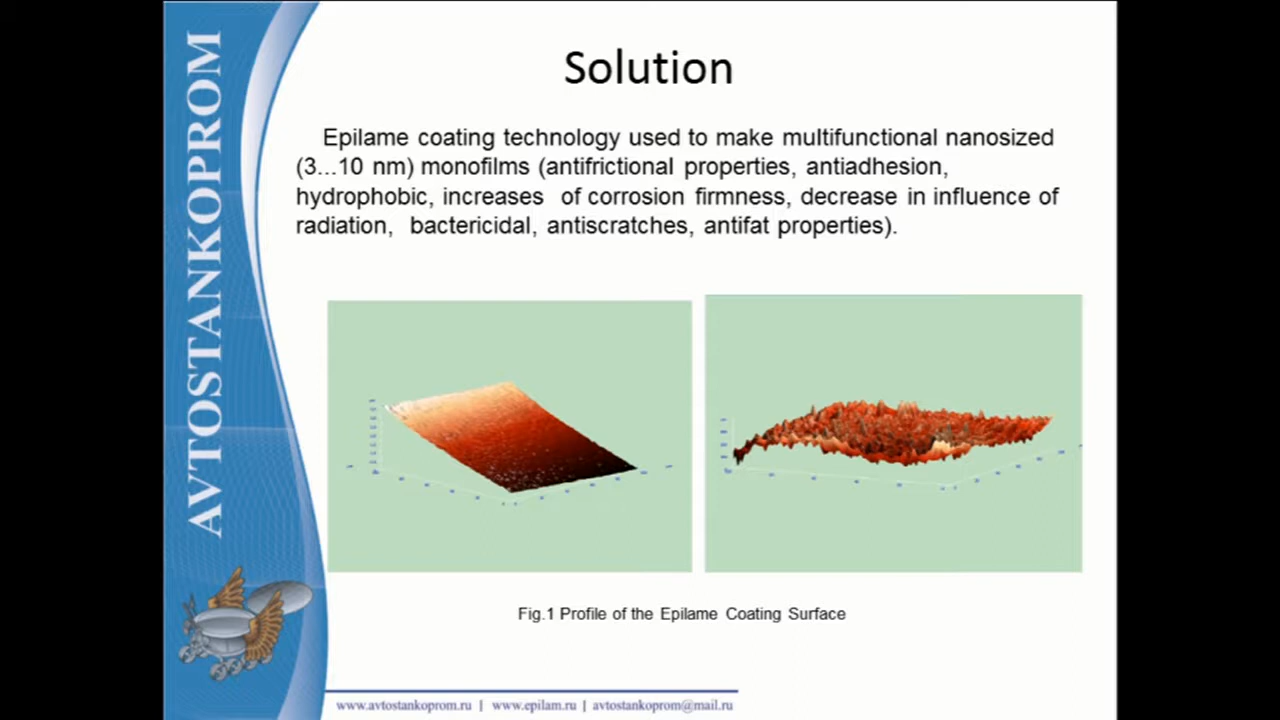 AVTOSTANKOPROM
Solution
Epilame coating technology used to make multifunctional nanosized
(3...10 nm) monofilms (antifrictional properties, antiadhesion,
hydrophobic, increases of corrosion firmness, decrease in influence of
radiation, bactericidal, antiscratches, antifat properties).
Fig.1 Profile of the Epilame Coating Surface
www.avtostankoprom.ru | www.epilam.ru | avtostankoprom@mail.ru